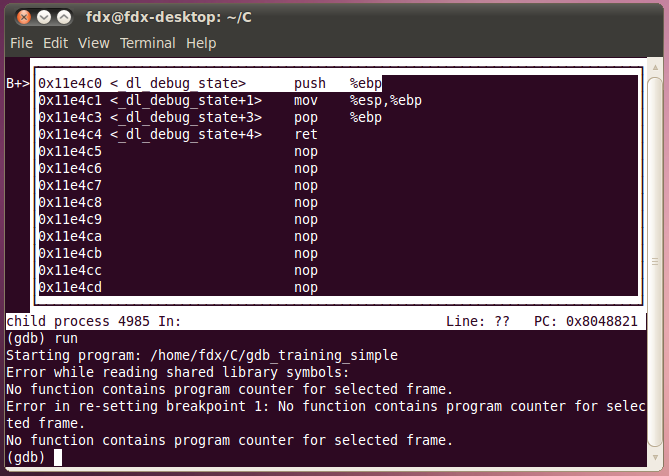 fdx@fdx-desktop: ~/C
File Edit View Terminal Help
B+> 0x11e4c0 <_dl_debug_state> push %ebp
0x11e4c1 <_dl_debug_state+1> mov %esp,%ebp
0x11e4c3 <_dl_debug_state+3> pop %ebp
0x11e4c4 <_dl_debug_state+4> ret
0x11e4c5 nop
0x11e4c6 nop
0x11e4c7 nop
0x11e4c8 nop
0x11e4c9 nop
0x11e4ca nop
0x11e4cb nop
0x11e4cc nop
0x11e4cd nop
child process 4985 In: Line: ?? PC: 0x8048821
(gdb) run
Starting program: /home/fdx/C/gdb_training_simple
Error while reading shared library symbols:
No function contains program counter for selected frame.
Error in re-setting breakpoint 1: No function contains program counter for selec
ted frame.
No function contains program counter for selected frame.
(gdb)